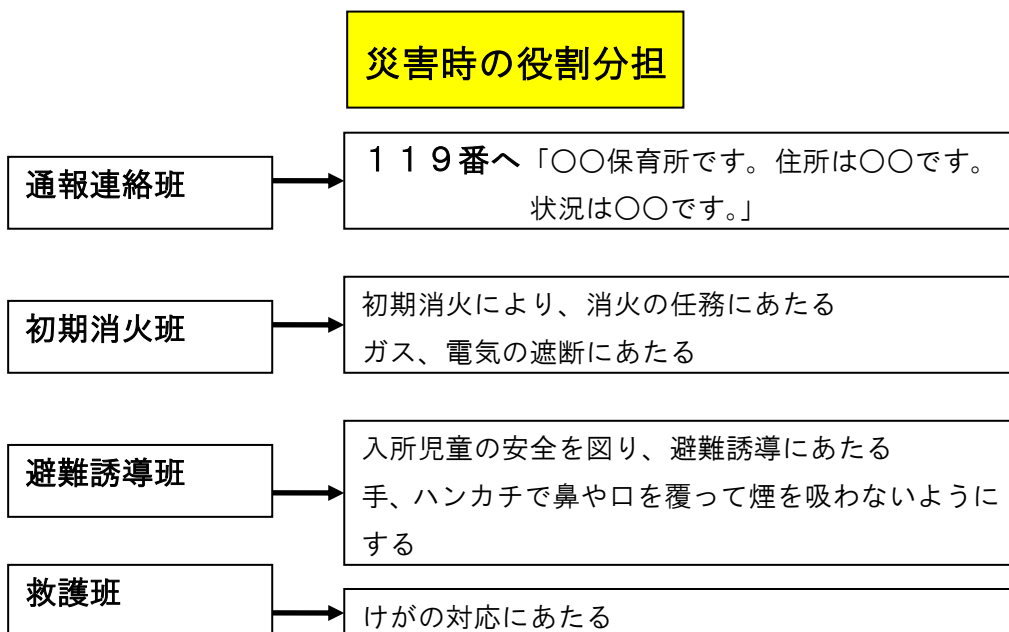 災害時の役割分担
通報連絡班
119番へ「〇〇保育所です。住所は〇〇です。
状況は〇〇です。」
初期消火班
初期消火により、消火の任務にあたる
ガス、電気の遮断にあたる
避難誘導班
入所児童の安全を図り、避難誘導にあたる
手、ハンカチで鼻や口を覆って煙を吸わないように
する
救護班
けがの対応にあたる